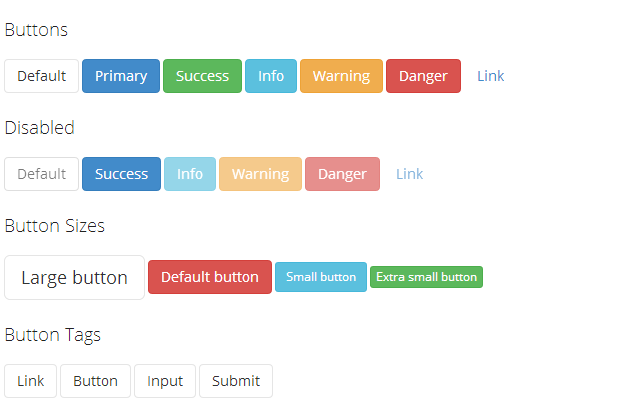 Buttons
Default Primary Success Info Warning Danger Link
Disabled
Default Success Info Warning Danger Link
Button Sizes
Large button Default button Small button Extra small button
Button Tags
Link Button Input Submit